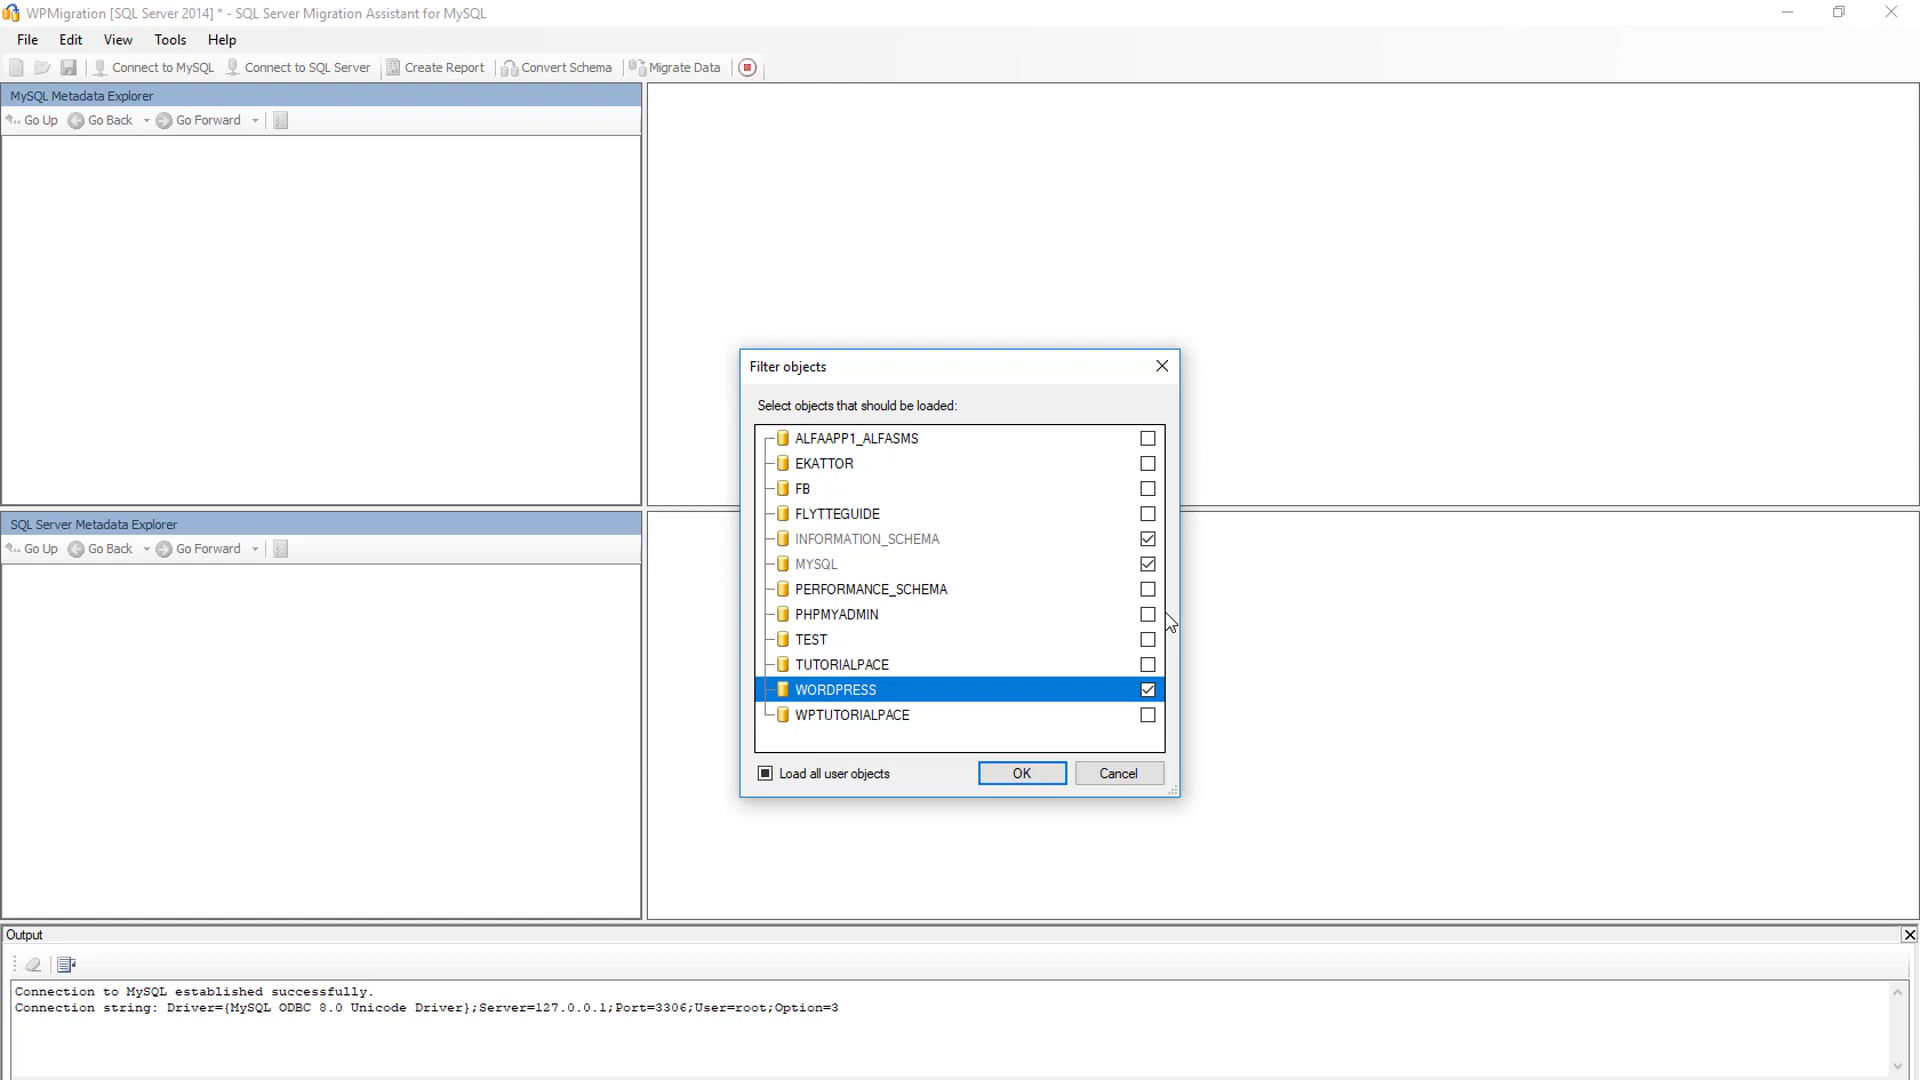 WPMigration [SQL Server 2014] * - SQL Server Migration Assistant for MySQL
File Edit View Tools Help
Connect to MySQL Connect to SQL Server Create Report Convert Schema Migrate Data
MySQL Metadata Explorer
Go Up Go Back Go Forward
Filter objects
Select objects that should be loaded:
ALFAAPP1_ALFASMS
EKATTOR
FB
FLYTTEGUIDE
INFORMATION_SCHEMA
MYSQL
PERFORMANCE_SCHEMA
PHPMYADMIN
TEST
TUTORIALPACE
WORDPRESS
WPTUTORIALPACE
Load all user objects OK Cancel
SQL Server Metadata Explorer
Go Up Go Back Go Forward
Output
Connection to MySQL established successfully.
Connection string: Driver={MySQL ODBC 8.0 Unicode Driver};Server=127.0.0.1;Port=3306;User=root;Option=3